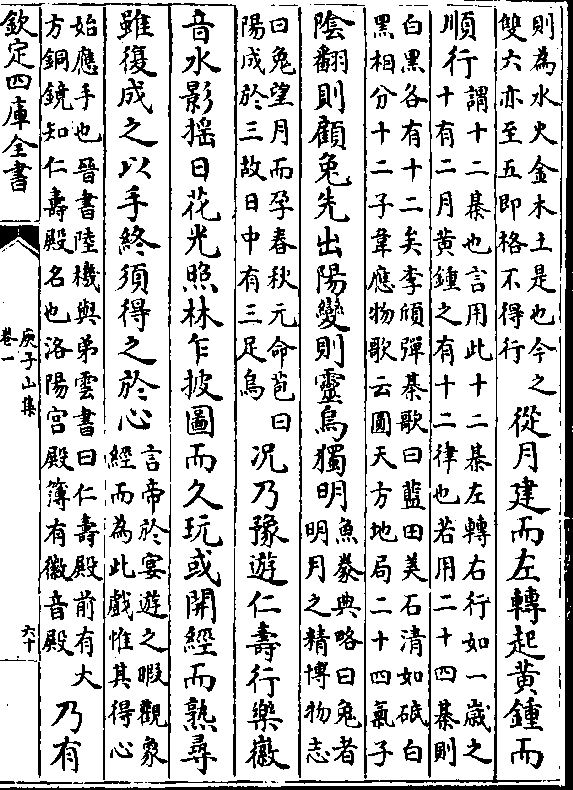 則為水火金木土是也今之
雙六亦至五即格不得行
從月建而左轉起黄鍾而
順行
謂十二棊也言用此十二棊左轉右行如一嵗之
十有二月黄鍾之有十二律也若用二十四棊則
白黑各有十二矣李頎彈棊歌曰藍田美石清如砥白
黑相分十二子韋應物歌云圓天方地局二十四氣子
陰翻則顧兔先出陽變則靈烏獨明
魚豢典略曰兔者
明月之精博物志
曰兔望月而孕春秋元命苞曰
陽成於三故日中有三足烏
况乃豫遊仁壽行樂徽
音水影揺日花光照林乍披圖而久玩或開經而熟尋
雖復成之以手終須得之於心
言帝於宴遊之暇觀象
經而為此戲惟其得心
始應手也晉書陸機與弟雲書曰仁壽殿前有大
方銅鏡知仁壽殿名也洛陽宫殿簿有徽音殿
乃有
欽定四庫全書
庾子山集
卷一
六十